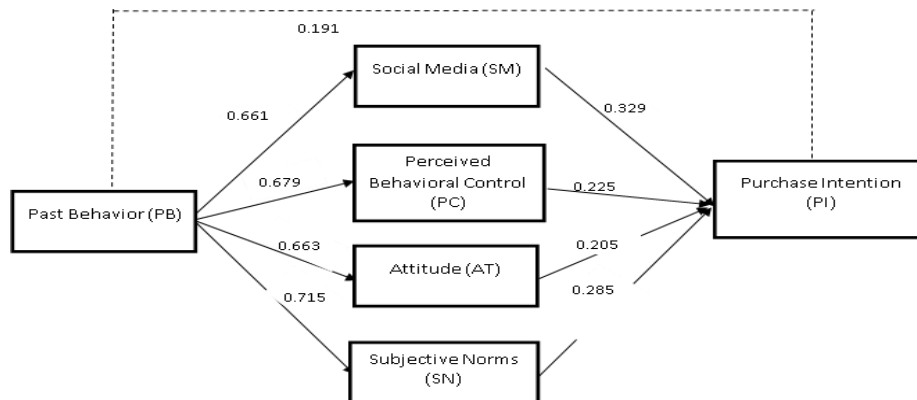 0.191
Social Media (SM)
0.661
0.329
Perceived
Behavioral Control
(PC)
0.679
0.225
Past Behavior (PB)
Purchase Intention
(PI)
0.663
Attitude (AT)
0.205
0.715
0.285
Subjective Norms
(SN)